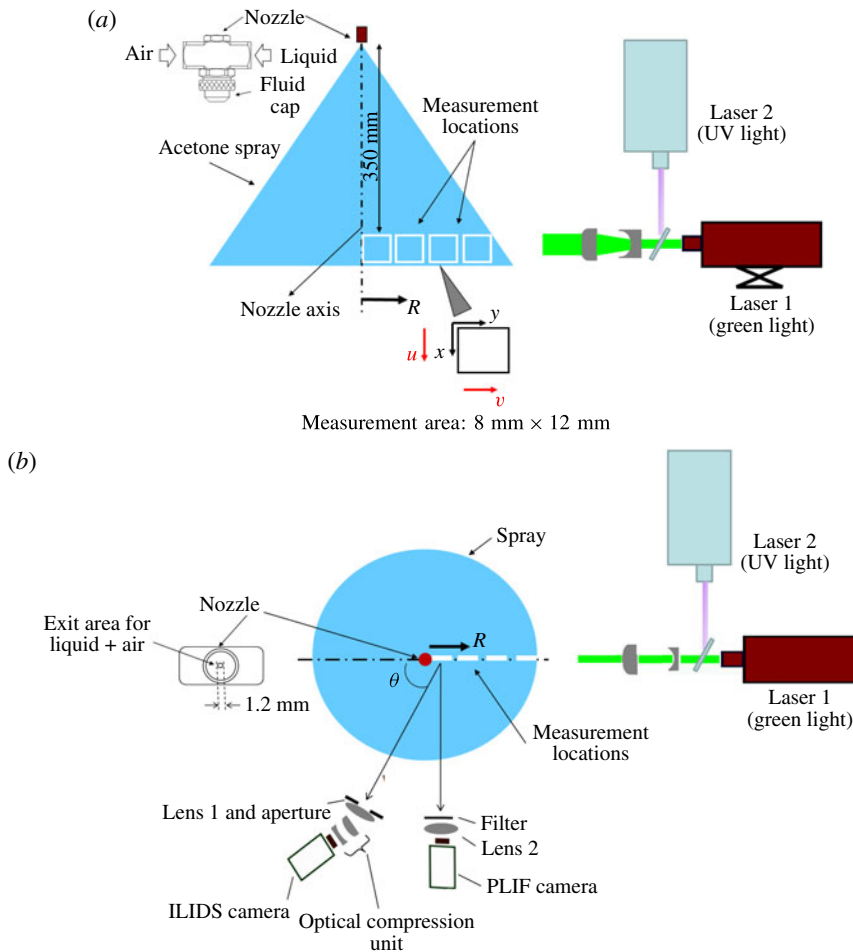 (a)
Nozzle
Air
Liquid
Fluid
cap
Acetone spray
350 mm
Measurement
locations
Laser 2
(UV light)
Nozzle axis
R
Laser 1
(green light)
y
x
u
v
Measurement area: 8 mm × 12 mm
(b)
Spray
Laser 2
(UV light)
Nozzle
Exit area for
liquid + air
R
θ
1.2 mm
Laser 1
(green light)
Measurement
locations
Lens 1 and aperture
Filter
Lens 2
PLIF camera
ILIDS camera
Optical compression
unit